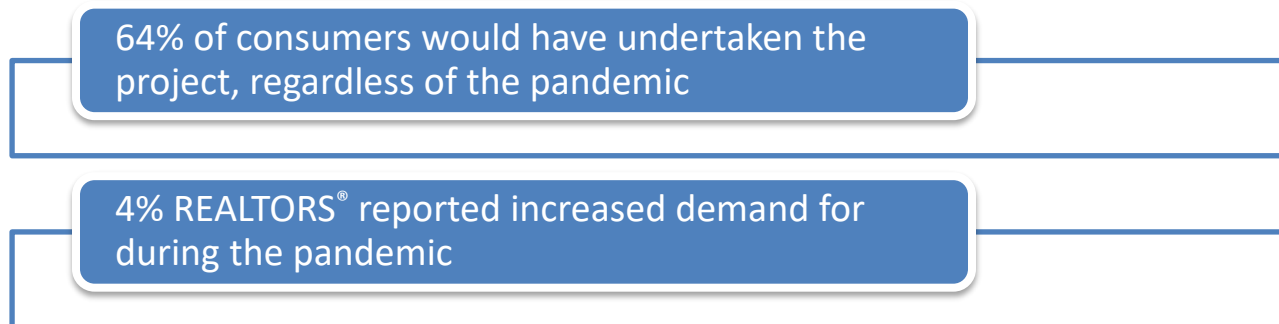 64% of consumers would have undertaken the
project, regardless of the pandemic
4% REALTORS® reported increased demand for
during the pandemic